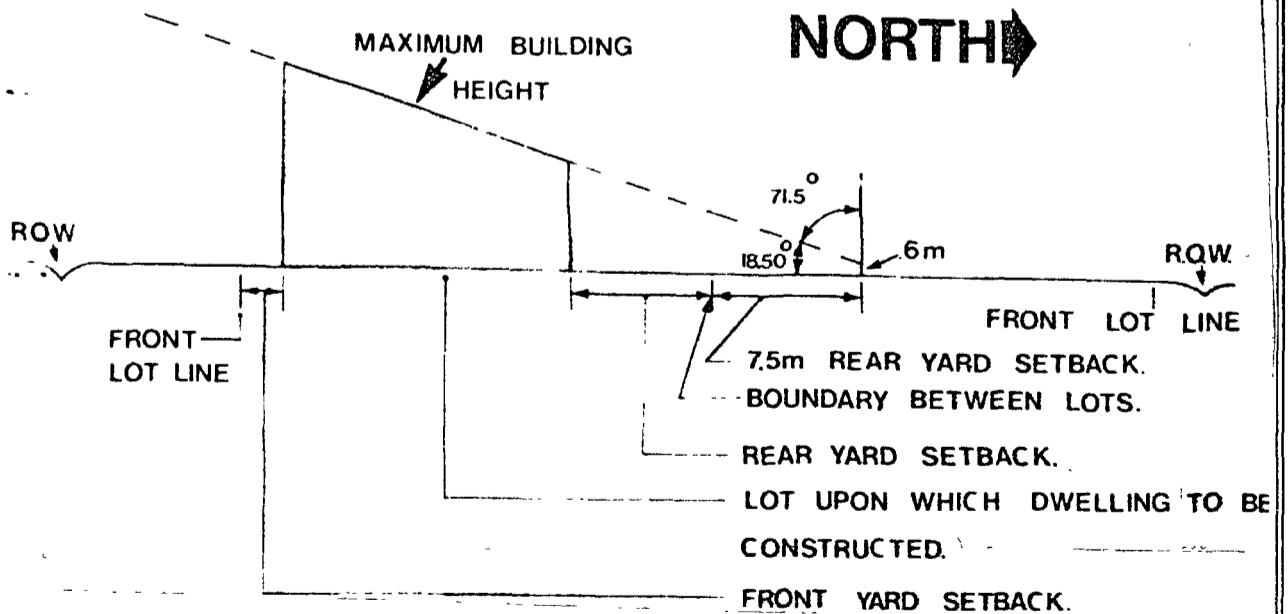 NORTH
MAXIMUM BUILDING
HEIGHT
71.5°
18.50°
.6m
ROW
R.O.W.
FRONT
LOT LINE
FRONT LOT LINE
7.5m REAR YARD SETBACK.
BOUNDARY BETWEEN LOTS.
REAR YARD SETBACK.
LOT UPON WHICH DWELLING TO BE
CONSTRUCTED.
FRONT YARD SETBACK.